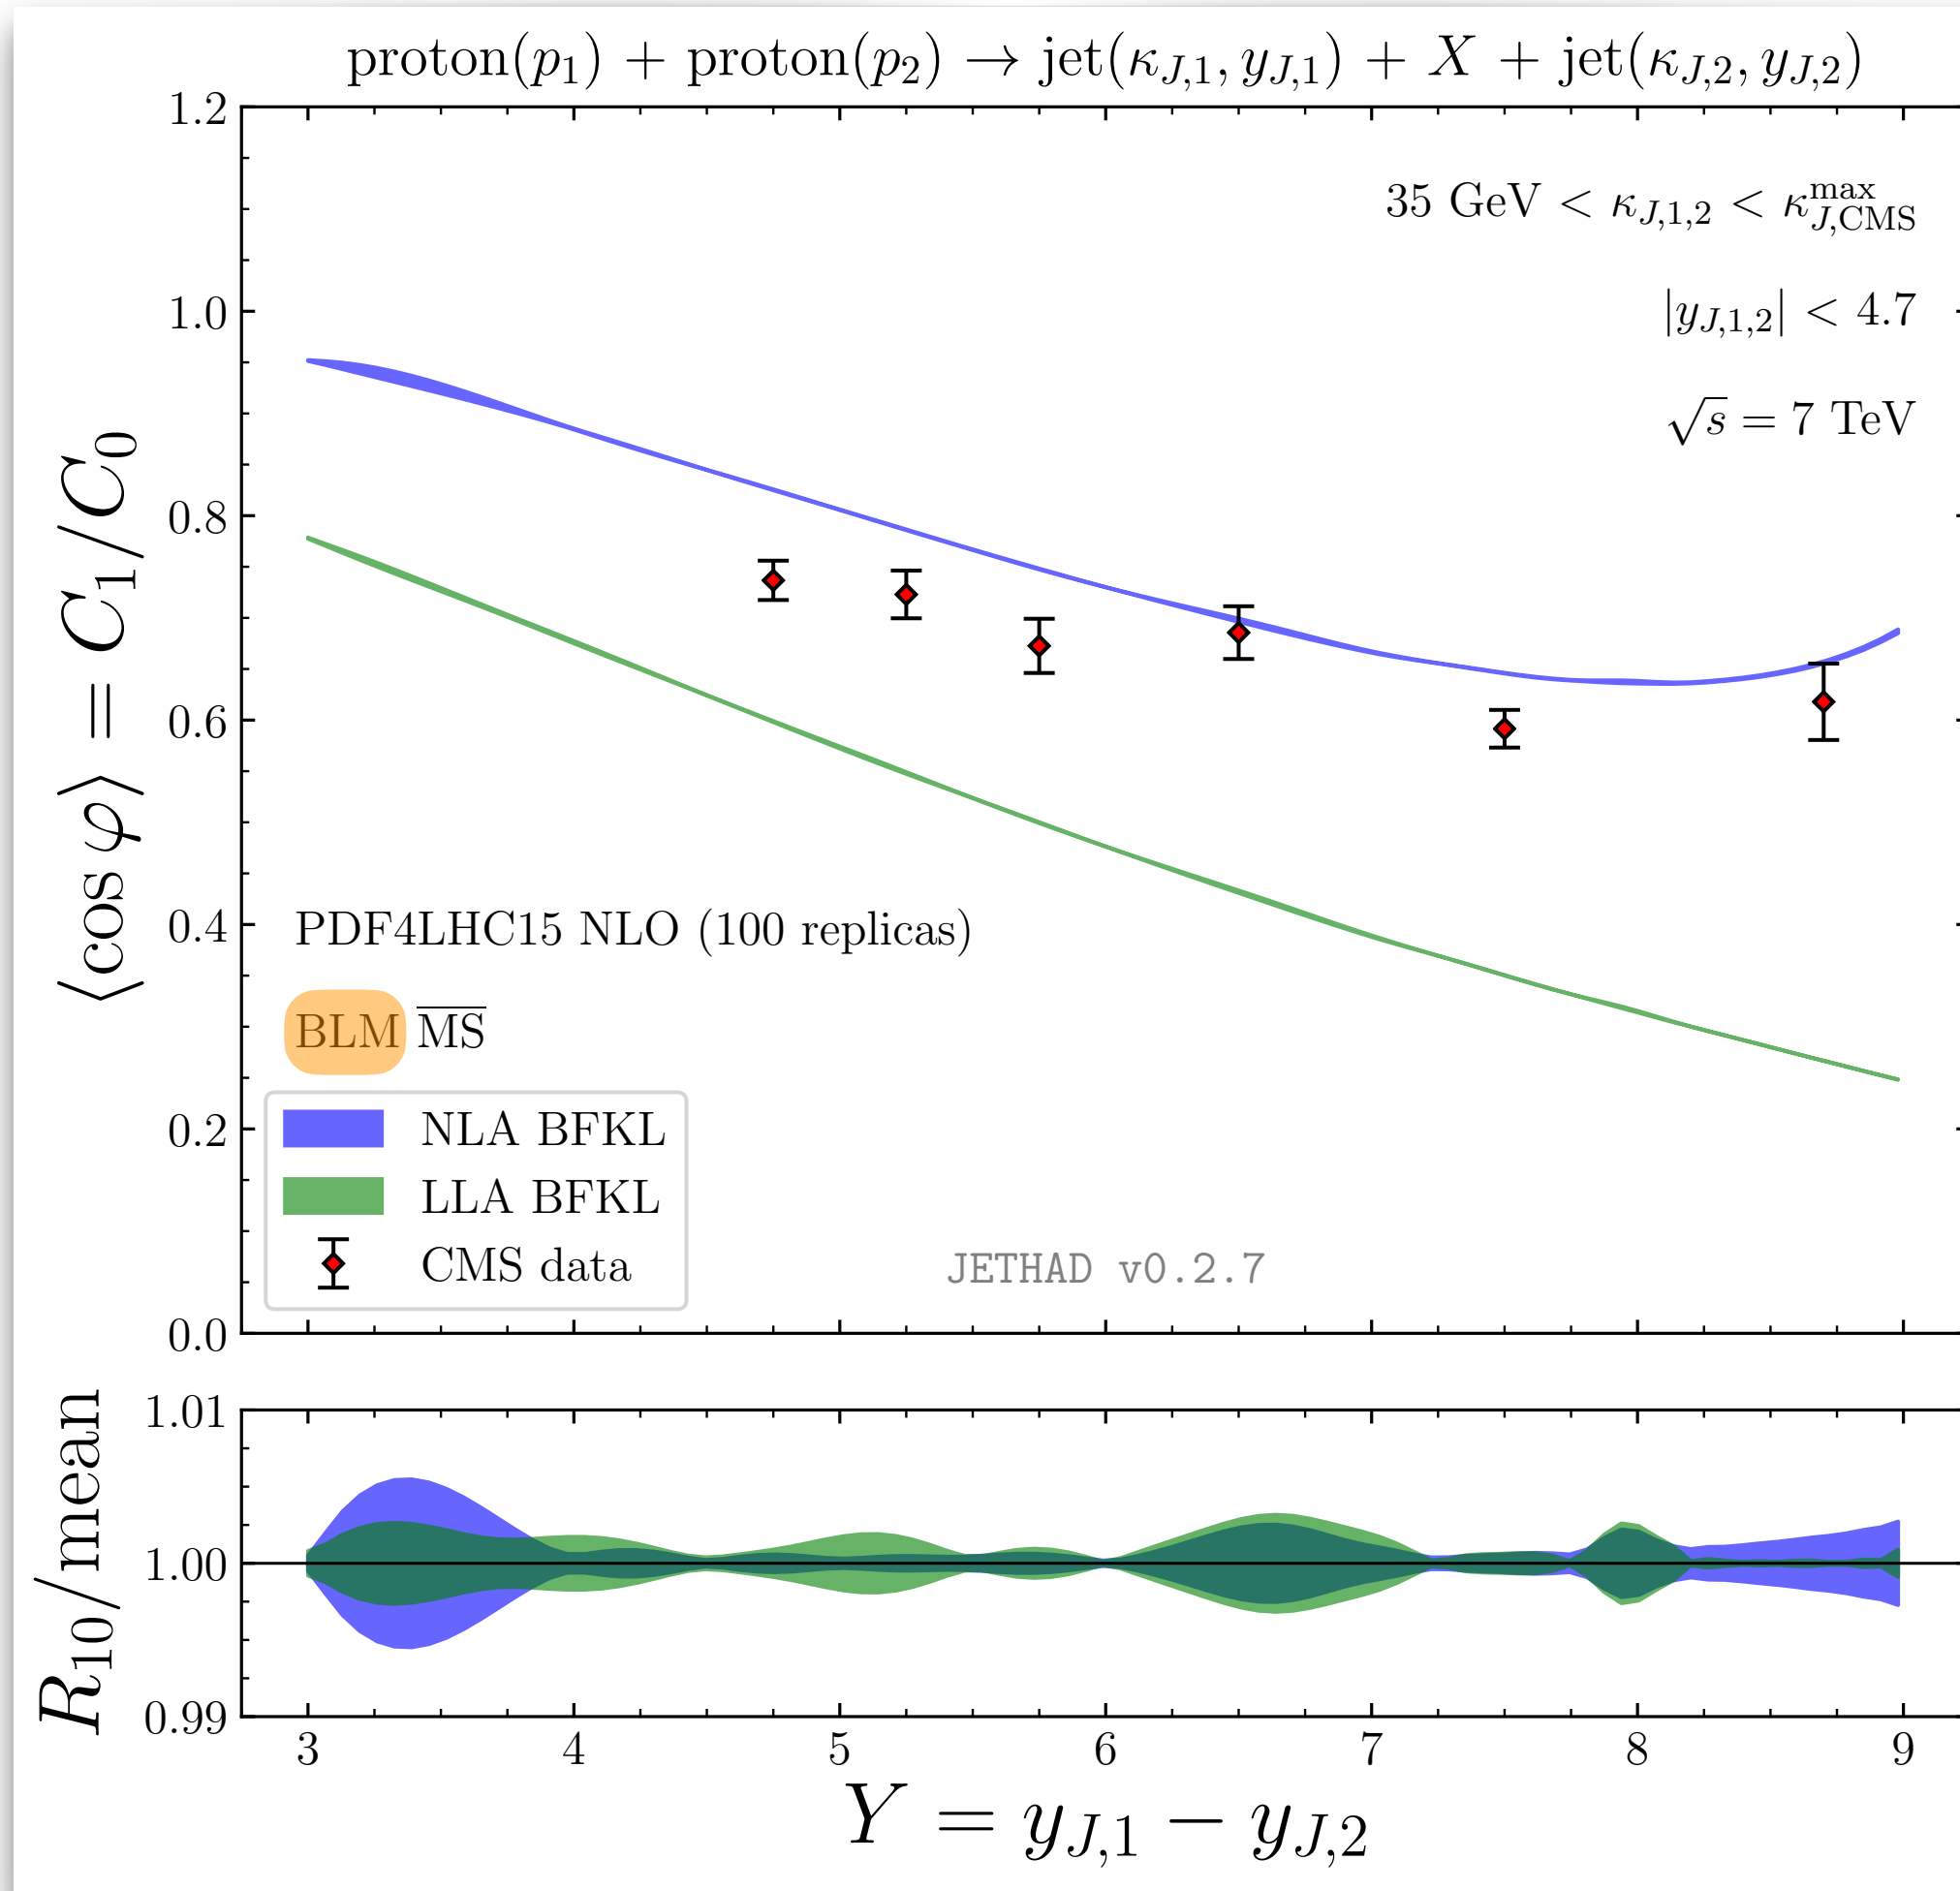 proton(p₁) + proton(p₂) → jet(κ_{J,1}, y_{J,1}) + X + jet(κ_{J,2}, y_{J,2})
1.2
1.0
0.8
0.6
0.4
0.2
0.0
⟨cos φ⟩ = C₁/C₀
35 GeV < κ_{J,1,2} < κ^{max}_{J,CMS}
|y_{J,1,2}| < 4.7
√s = 7 TeV
PDF4LHC15 NLO (100 replicas)
BLM M̅S̅
NLA BFKL
LLA BFKL
CMS data
JETHAD v0.2.7
1.01
1.00
0.99
R₁₀/mean
3 4 5 6 7 8 9
Y = y_{J,1} − y_{J,2}